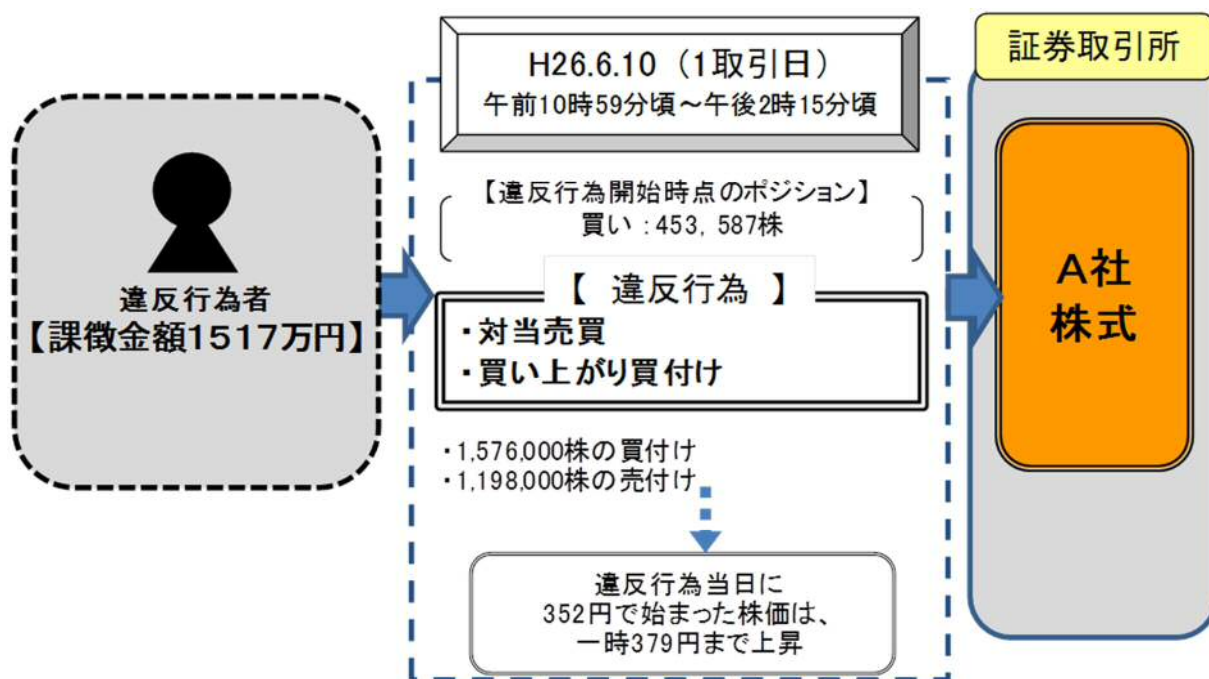 H26.6.10（1取引日）
午前10時59分頃～午後2時15分頃
証券取引所
【違反行為開始時点のポジション】
買い：453，587株
違反行為者
【課徴金額1517万円】
【 違反行為 】
・対当売買
・買い上がり買付け
A社
株式
・1,576,000株の買付け
・1,198,000株の売付け
違反行為当日に
352円で始まった株価は、
一時379円まで上昇